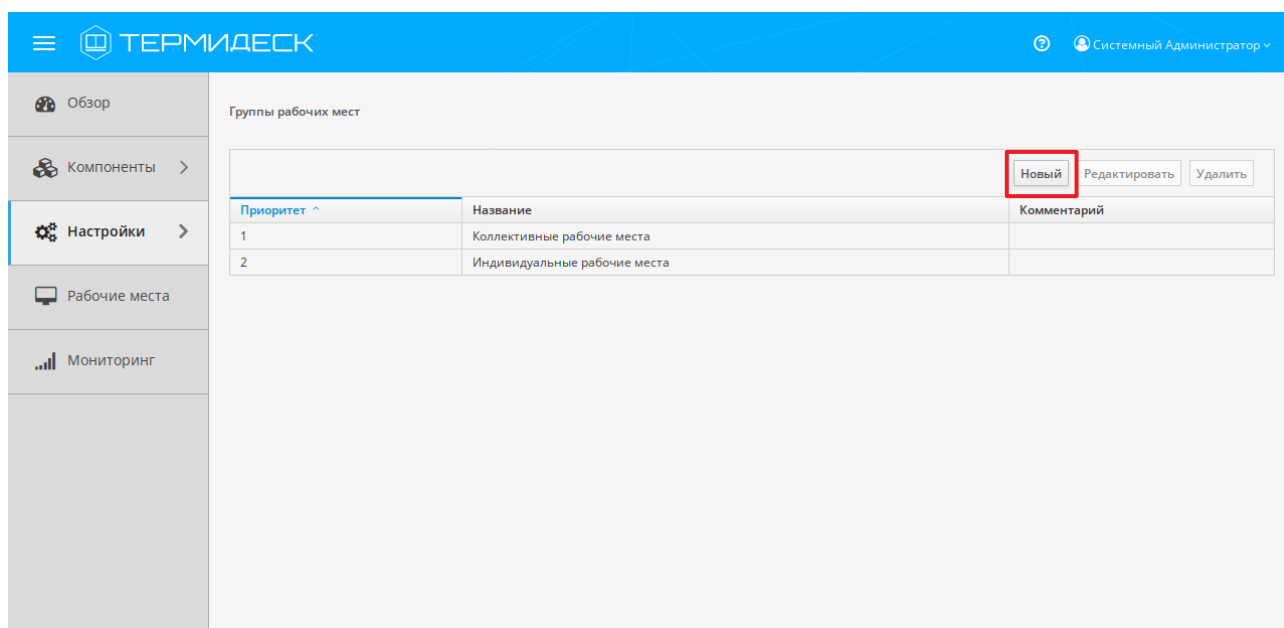 ТЕРМИДЕСК
Системный Администратор
Обзор
Группы рабочих мест
Компоненты
Новый Редактировать Удалить
Приоритет Название Комментарий
Настройки
1 Коллективные рабочие места
2 Индивидуальные рабочие места
Рабочие места
Мониторинг